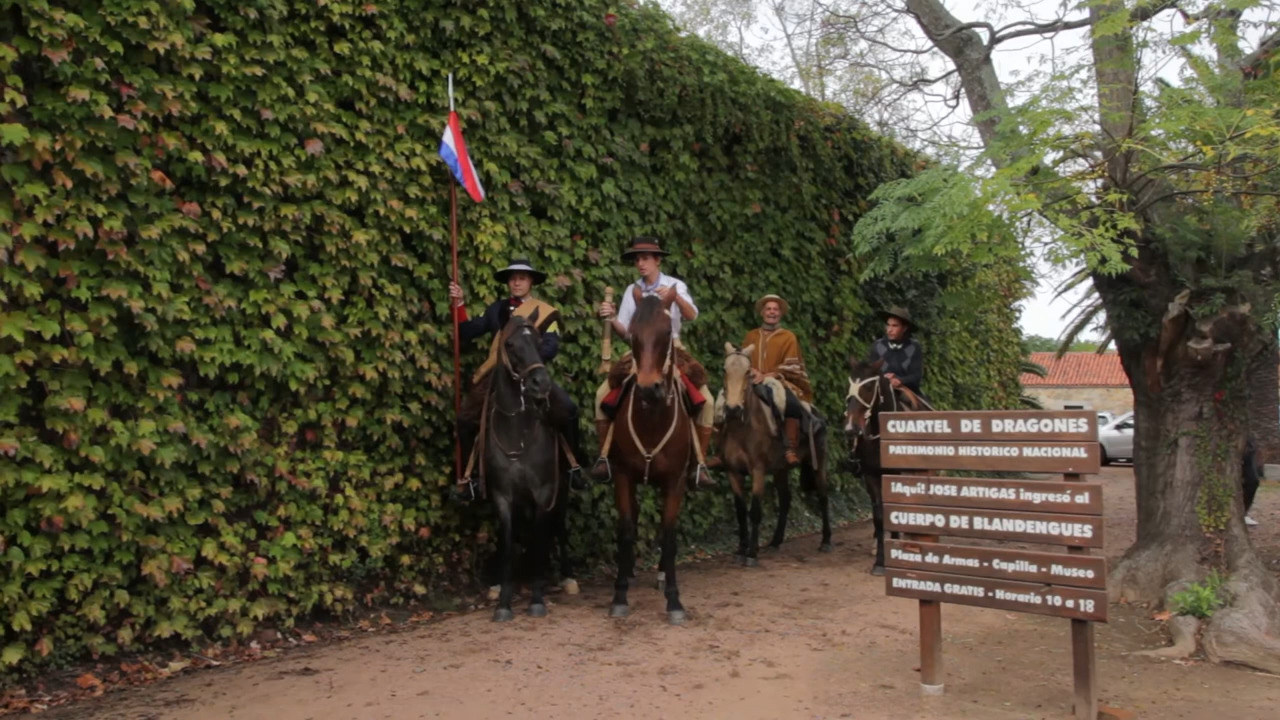 CUARTEL DE DRAGONES
PATRIMONIO HISTORICO NACIONAL
¡Aquí! JOSE ARTIGAS ingresó al
CUERPO DE BLANDENGUES
Plaza de Armas - Capilla - Museo
ENTRADA GRATIS - Horario 10 a 18